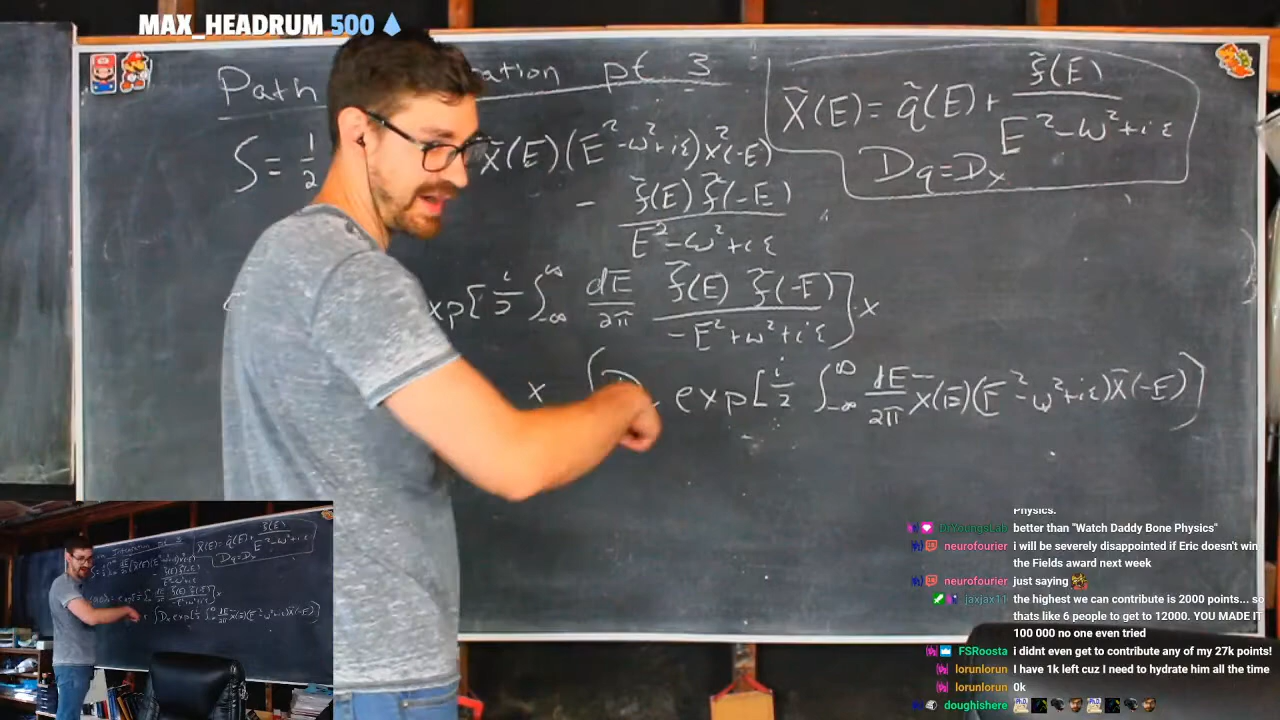 MAX_HEADRUM 500
Path ation pt 3
S = 1/2 x̃(E)(E²-ω²+iε)x̃(-E)
- f̃(E) f̃(-E) / E²-ω²+iε
x̃(E) = q̃(E) + f̃(E) / E²-ω²+iε
Dq = Dx
xp[i/2 ∫_{-∞}^{∞} dE/2π f̃(E) f̃(-E) / -E²+ω²+iε] ×
x exp[i/2 ∫_{-∞}^{∞} dE/2π x̃(E)(E²-ω²+iε)x̃(-E)]
Physics.
DrYoungsLab better than "Watch Daddy Bone Physics"
neurofourier i will be severely disappointed if Eric doesn't win
the Fields award next week
neurofourier just saying
jaxjax11 the highest we can contribute is 2000 points... so
thats like 6 people to get to 12000. YOU MADE IT
100 000 no one even tried
FSRoosta i didnt even get to contribute any of my 27k points!
lorunlorun I have 1k left cuz I need to hydrate him all the time
lorunlorun 0k
doughishere